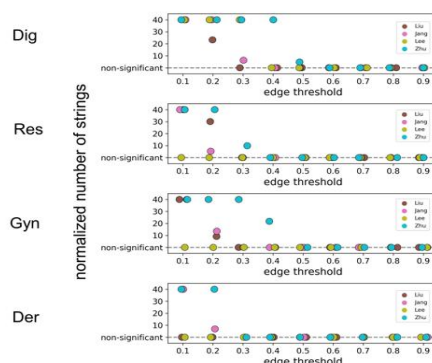 Dig
40
30
20
10
non-significant
0.1 0.2 0.3 0.4 0.5 0.6 0.7 0.8 0.9
edge threshold
Liu
Jang
Lee
Zhu
Res
40
30
20
10
non-significant
0.1 0.2 0.3 0.4 0.5 0.6 0.7 0.8 0.9
edge threshold
Liu
Jang
Lee
Zhu
normalized number of strings
Gyn
40
30
20
10
non-significant
0.1 0.2 0.3 0.4 0.5 0.6 0.7 0.8 0.9
edge threshold
Liu
Jang
Lee
Zhu
Der
40
30
20
10
non-significant
0.1 0.2 0.3 0.4 0.5 0.6 0.7 0.8 0.9
edge threshold
Liu
Jang
Lee
Zhu